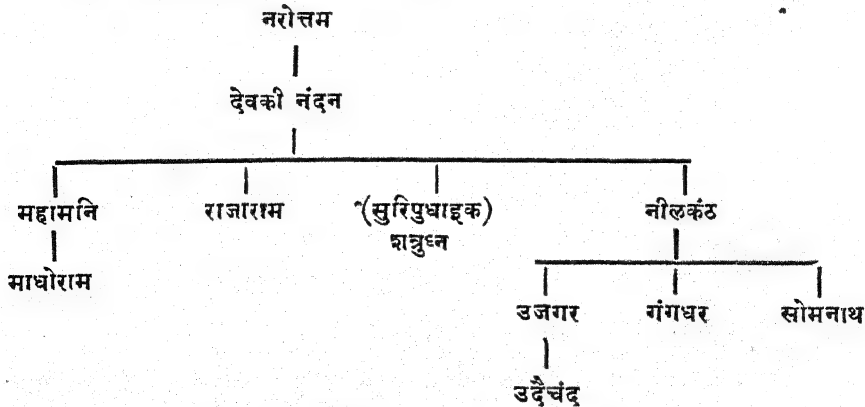 नरोत्तम
देवकी नंदन
महामनि राजाराम (सुरिपुधाइक) नीलकंठ
शत्रुघ्न
माधोराम
उजगर गंगधर सोमनाथ
उदैचंद